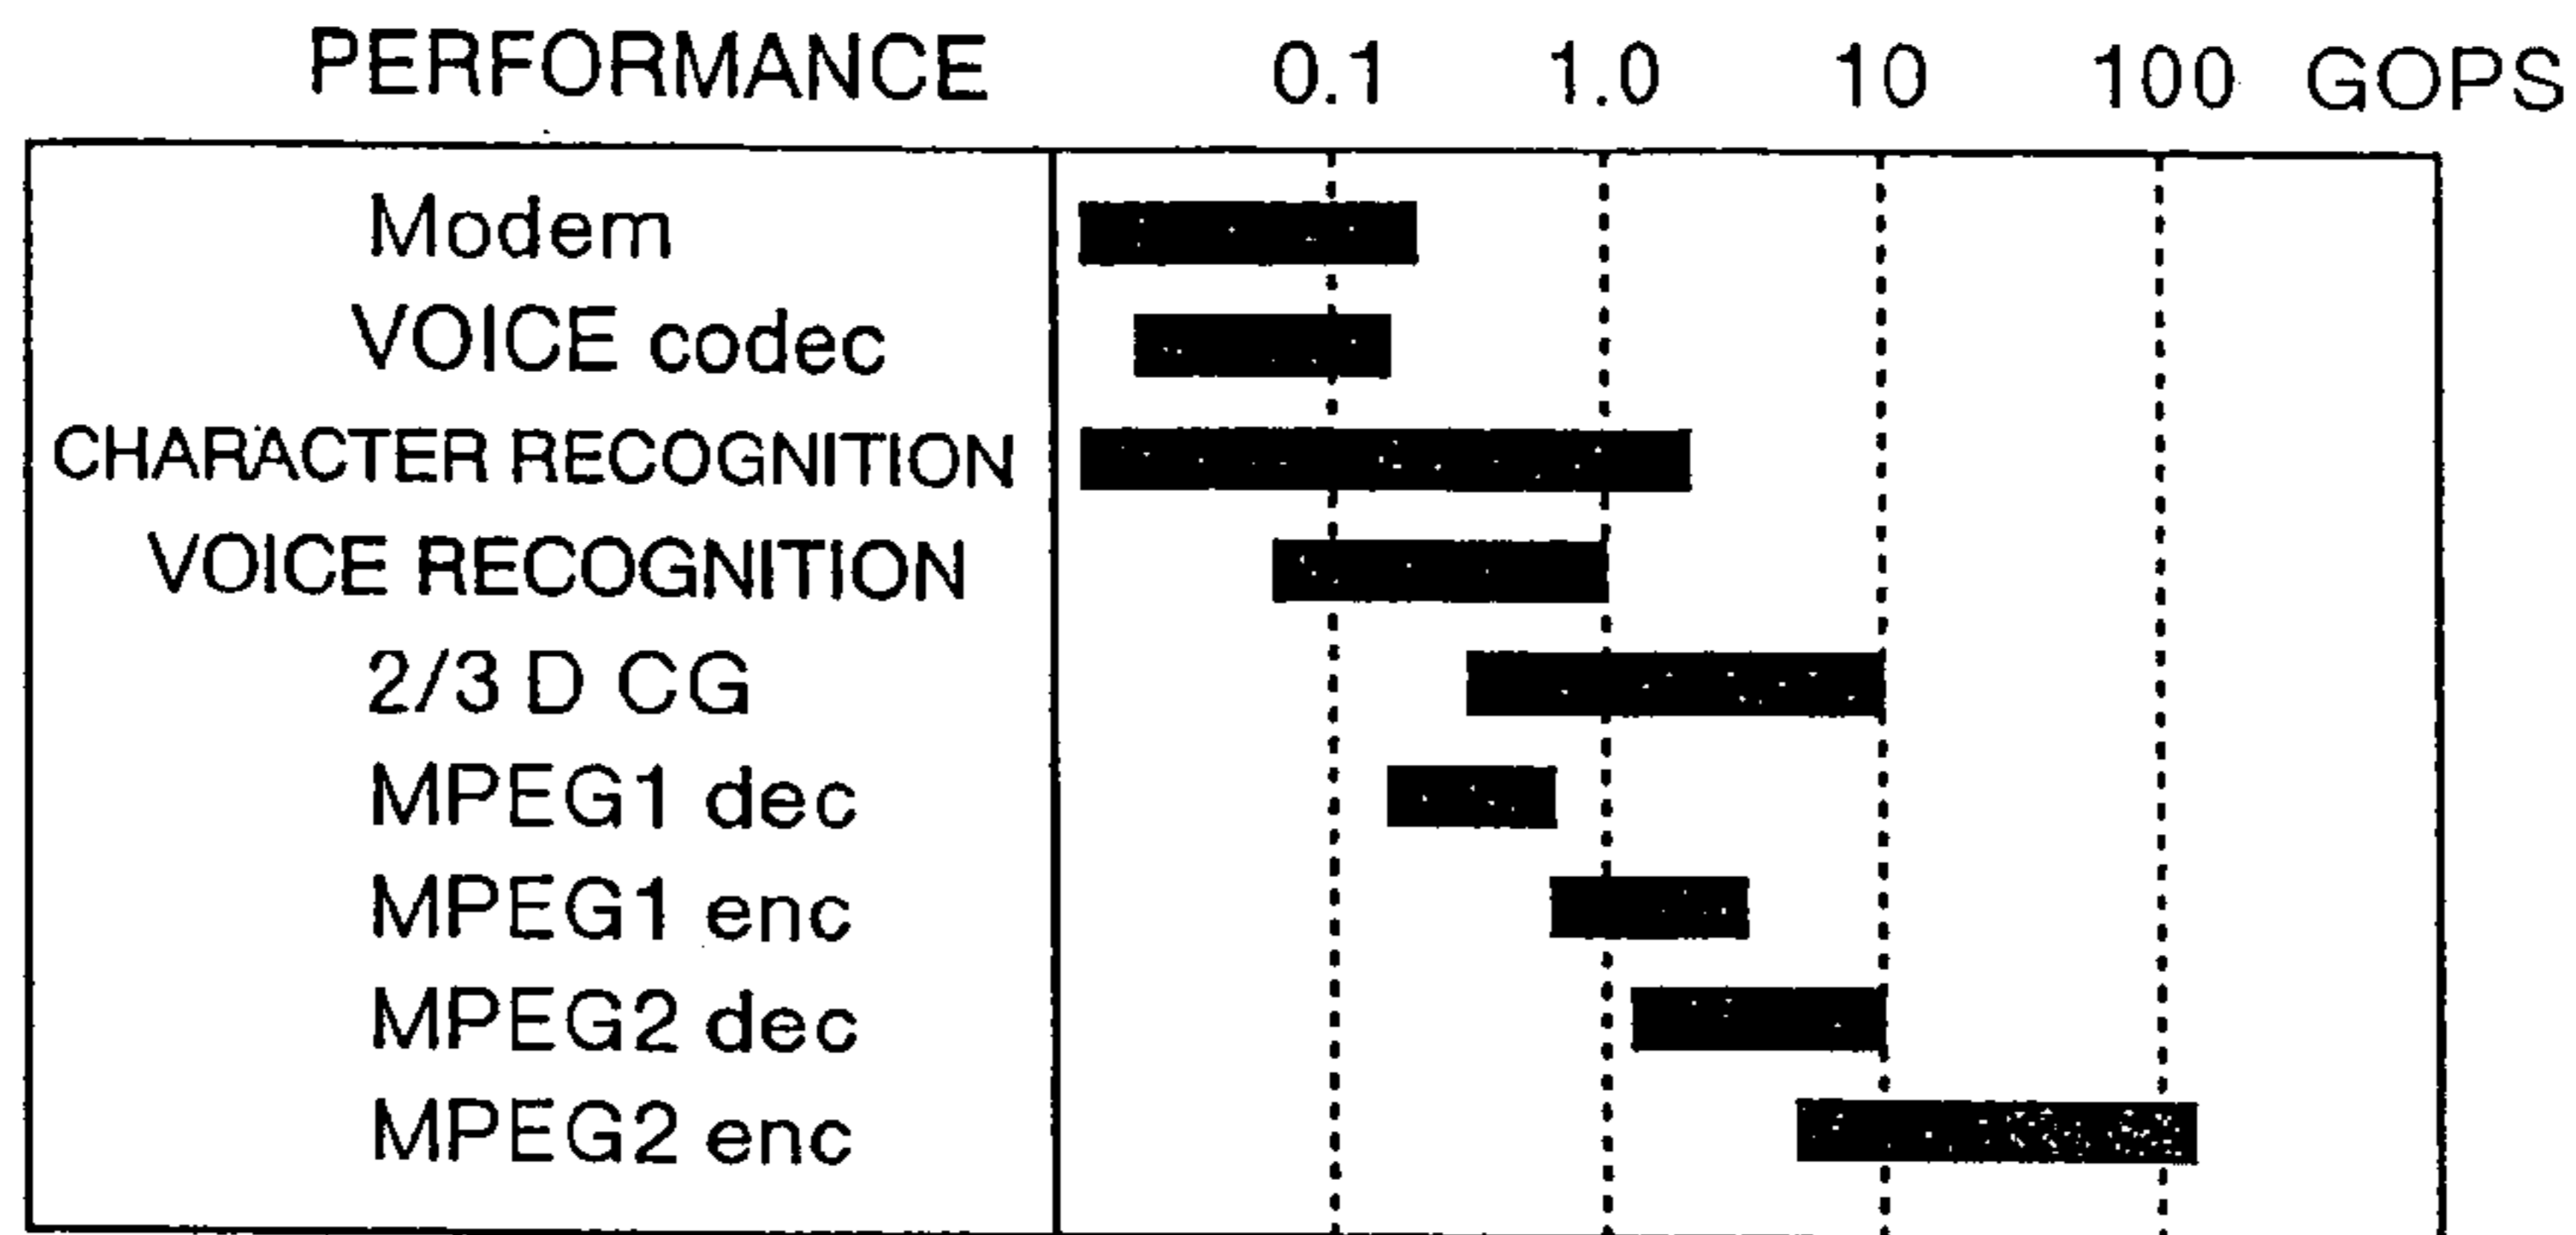 PERFORMANCE 0.1 1.0 10 100 GOPS
Modem
VOICE codec
CHARACTER RECOGNITION
VOICE RECOGNITION
2/3 D CG
MPEG1 dec
MPEG1 enc
MPEG2 dec
MPEG2 enc